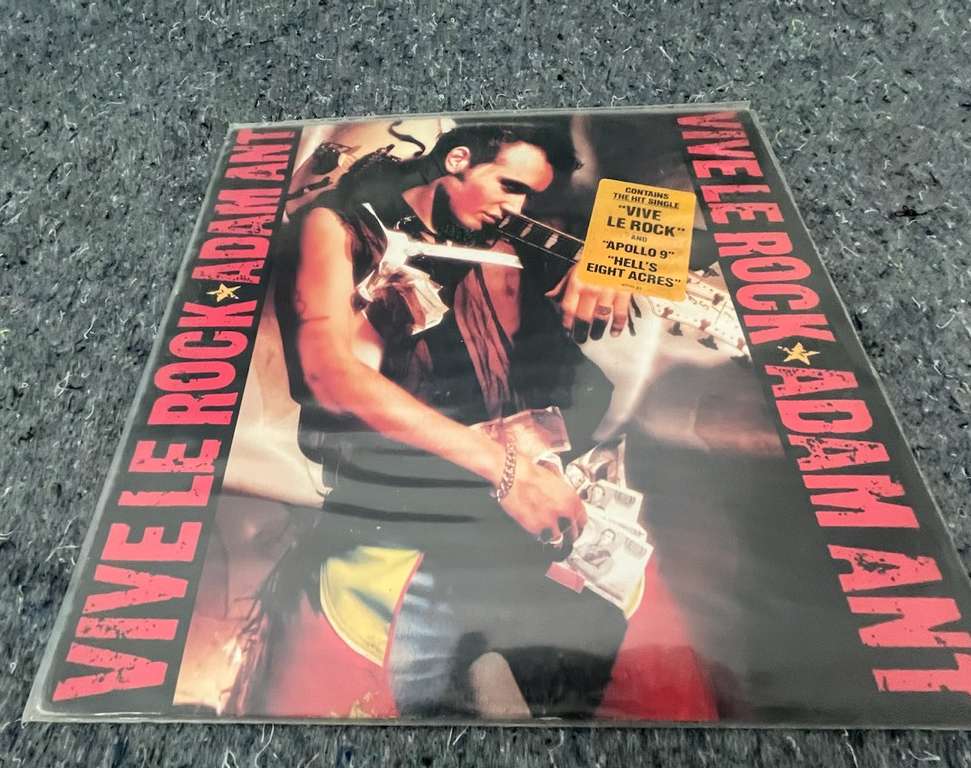 VIVE LE ROCK ★ ADAM ANT
CONTAINS
THE HIT SINGLE
"VIVE
LE ROCK"
AND
"APOLLO 9"
"HELL'S
EIGHT ACRES"
VIVE LE ROCK ★ ADAM ANT